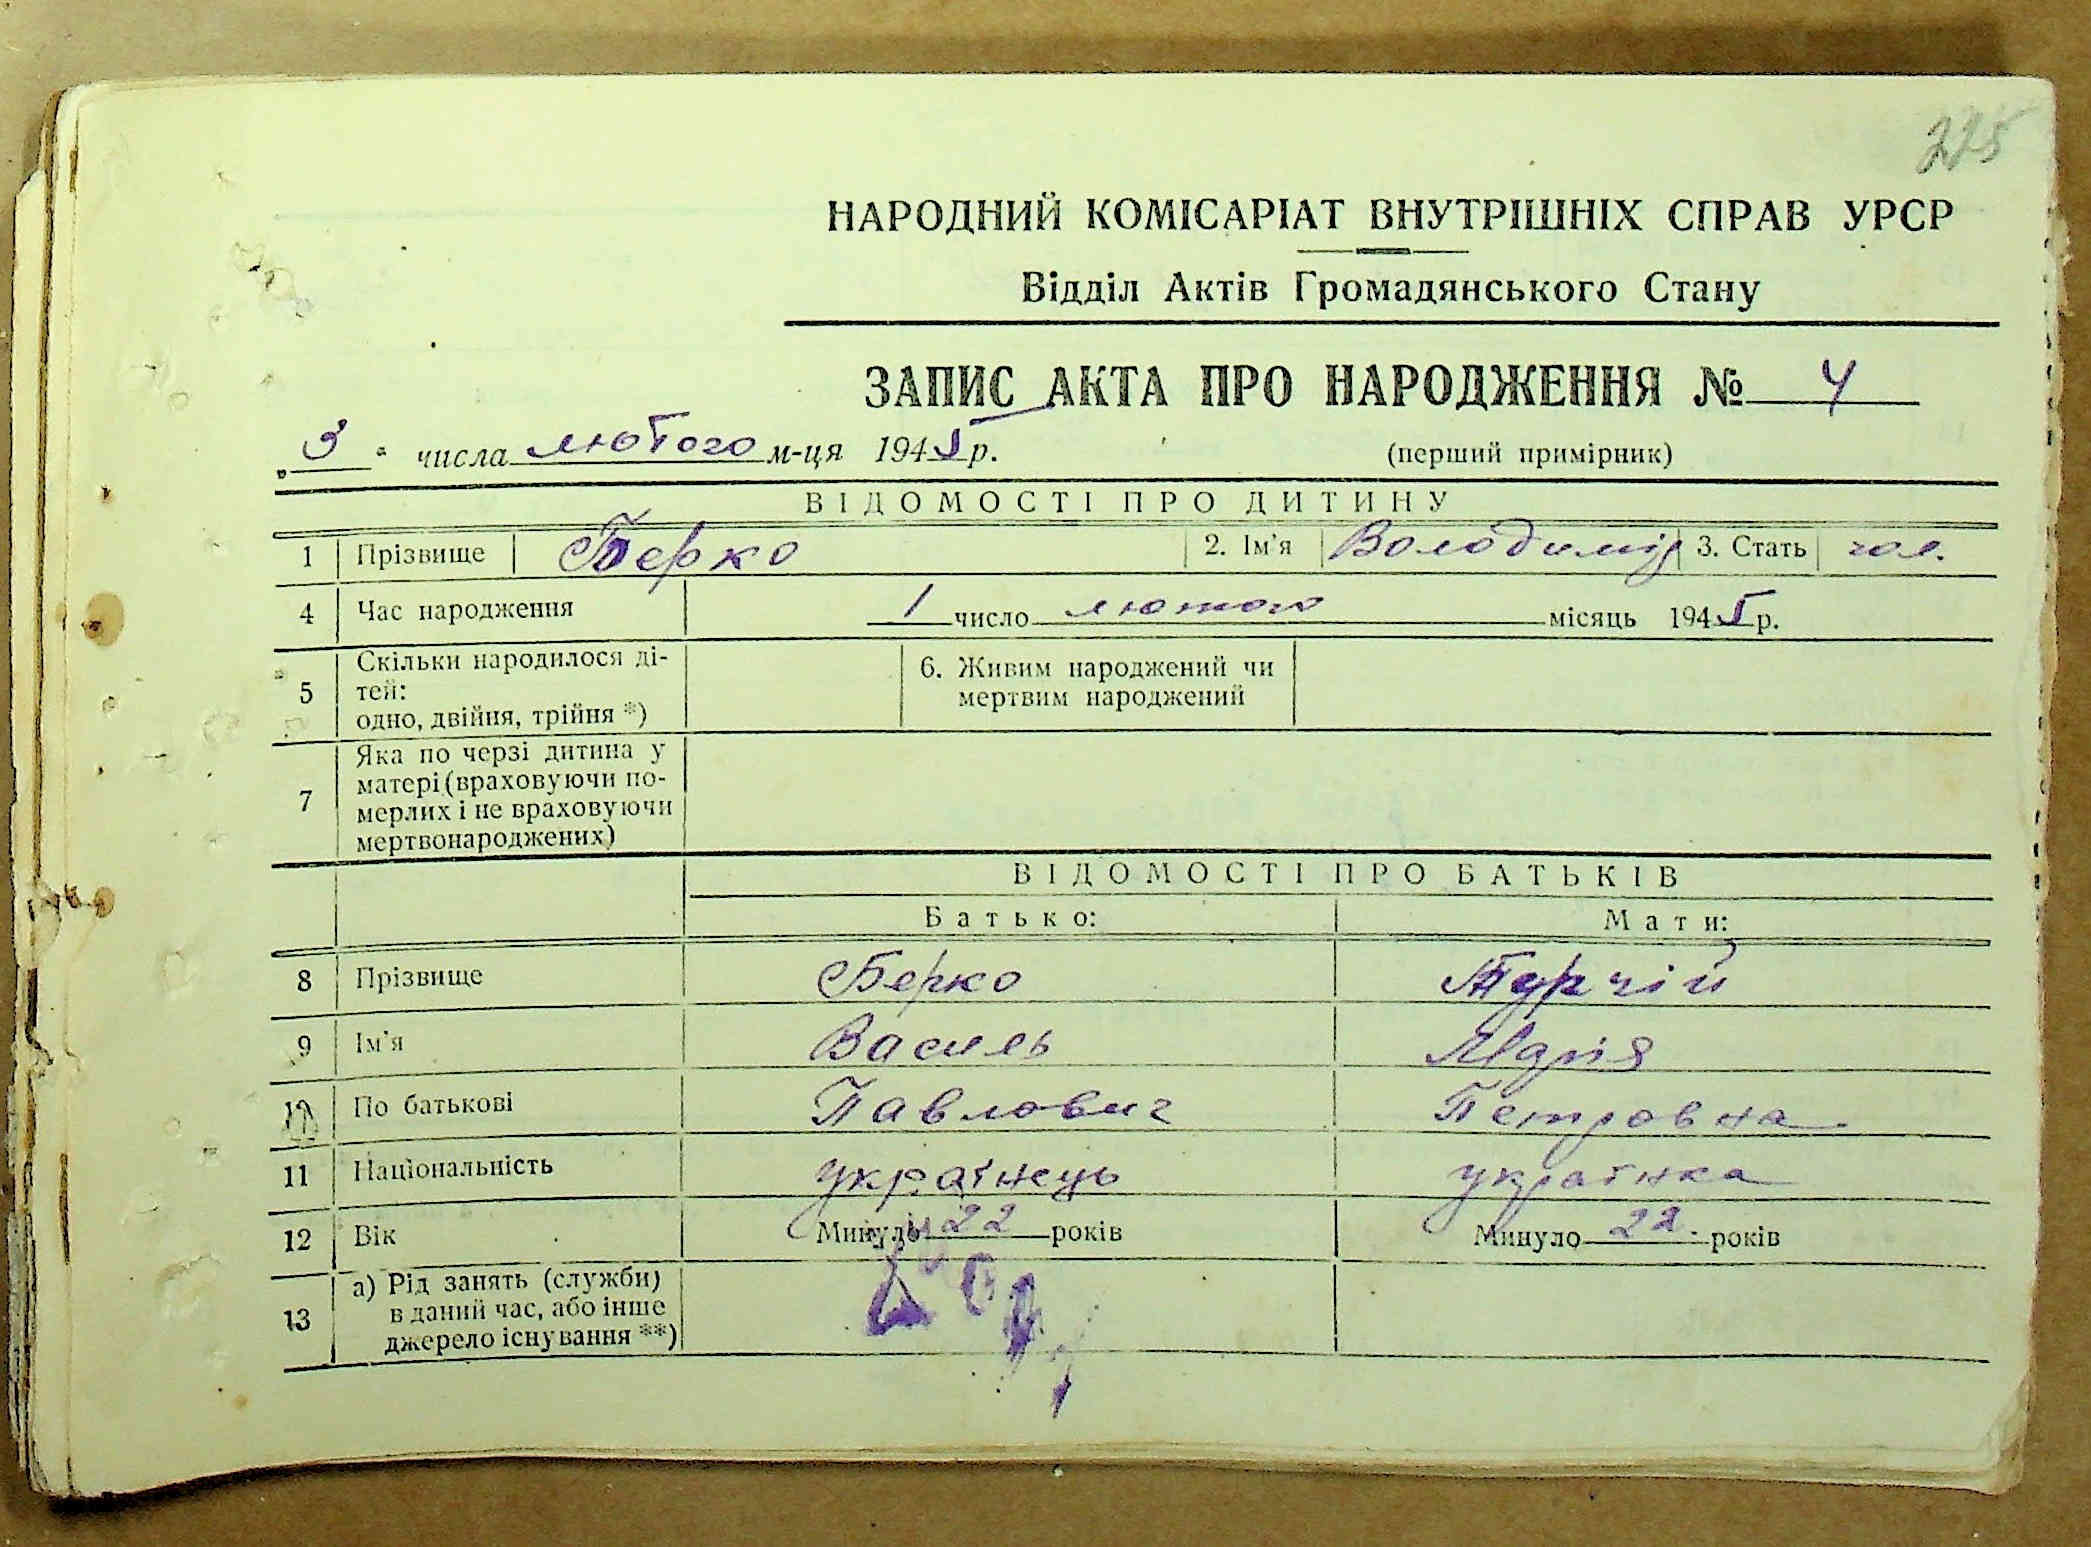 225
НАРОДНИЙ КОМІСАРІАТ ВНУТРІШНІХ СПРАВ УРСР
Відділ Актів Громадянського Стану
ЗАПИС АКТА ПРО НАРОДЖЕННЯ № 4
„3“ числа лютого м-ця 1945 р. (перший примірник)
ВІДОМОСТІ ПРО ДИТИНУ
1 Прізвище Берко 2. Ім'я Володимір 3. Стать чол.
4 Час народження 1 число лютого місяць 1945 р.
5 Скільки народилося ді-
тей:
одно, двійня, трійня *)
6. Живим народжений чи
мертвим народжений
7 Яка по черзі дитина у
матері (враховуючи по-
мерлих і не враховуючи
мертвонароджених)
ВІДОМОСТІ ПРО БАТЬКІВ
Батько: Мати:
8 Прізвище Берко Турчій
9 Ім'я Василь Марія
10 По батькові Павлович Петровна
11 Національність українець українка
12 Вік Минуло 22 років Минуло 22 років
13 а) Рід занять (служби)
в даний час, або інше
джерело існування **)